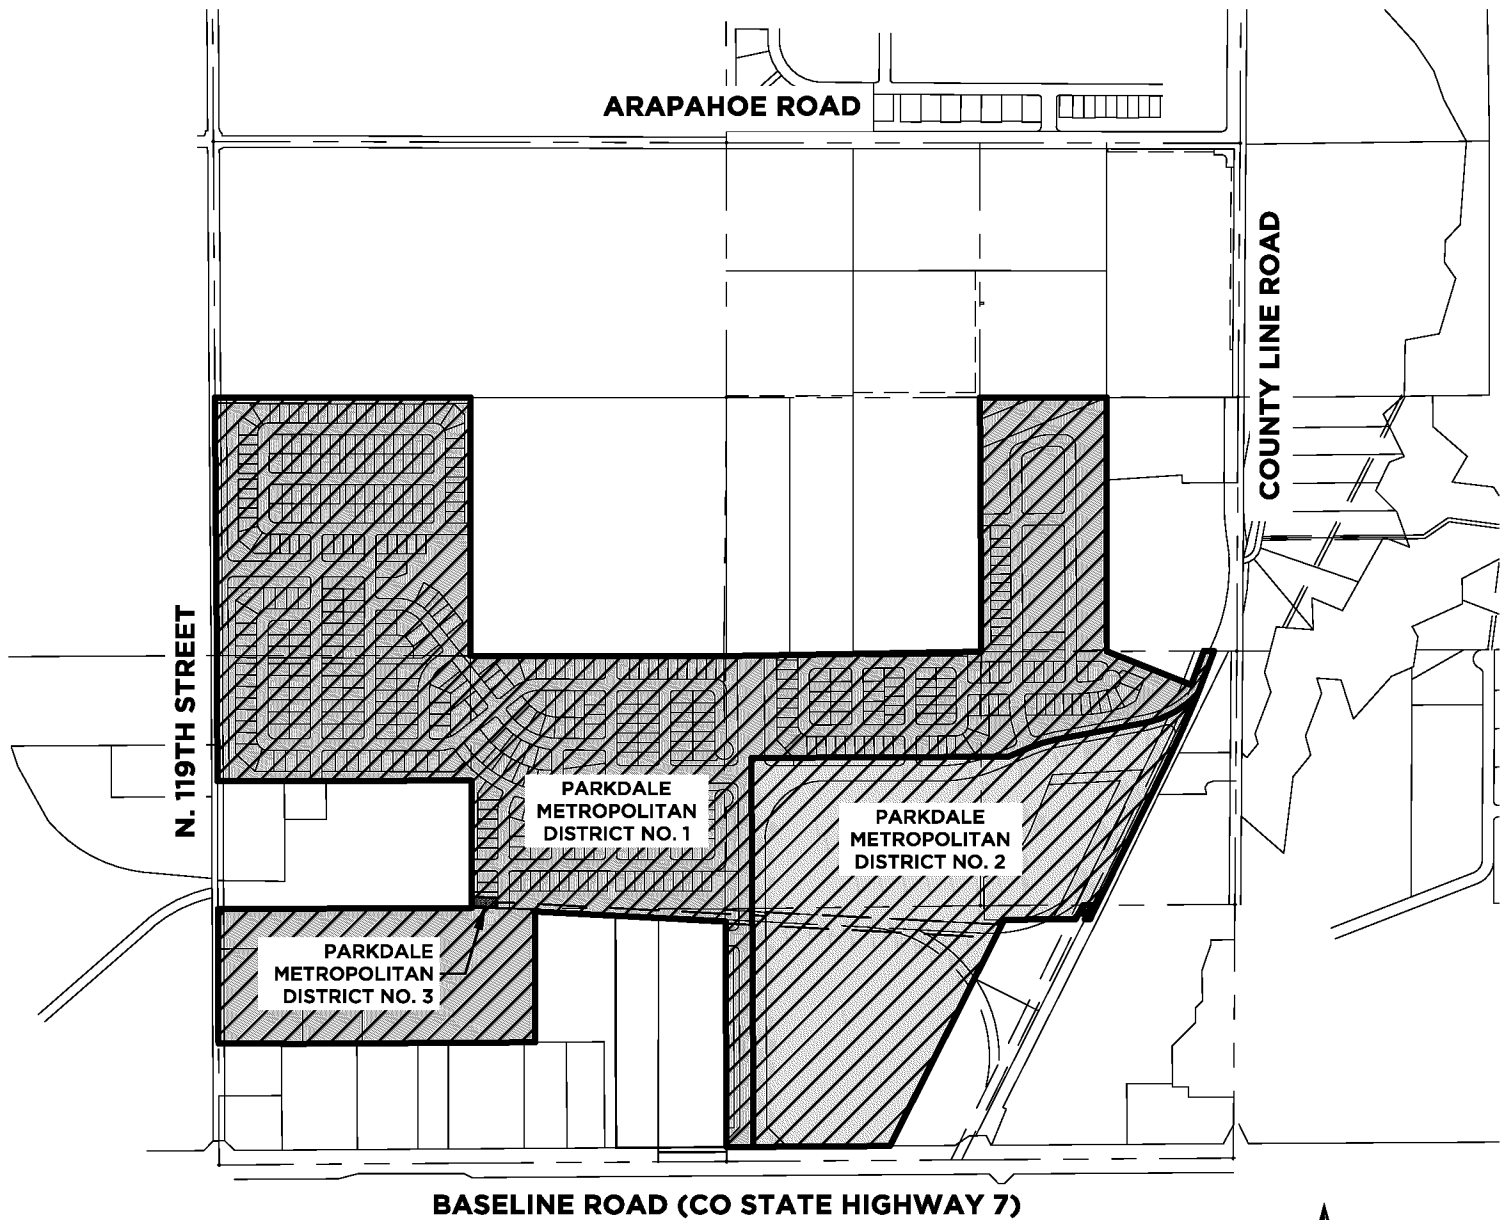 ARAPAHOE ROAD
COUNTY LINE ROAD
N. 119TH STREET
PARKDALE
METROPOLITAN
DISTRICT NO. 1
PARKDALE
METROPOLITAN
DISTRICT NO. 2
PARKDALE
METROPOLITAN
DISTRICT NO. 3
BASELINE ROAD (CO STATE HIGHWAY 7)